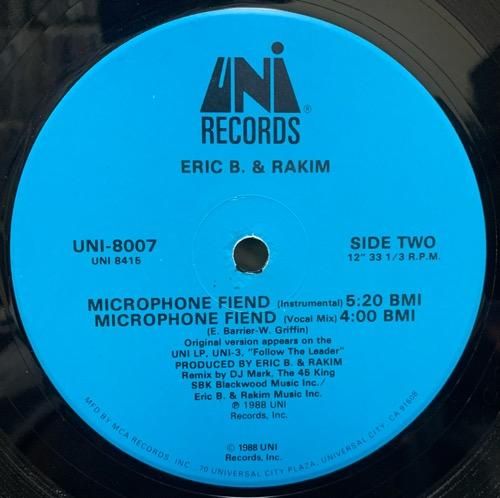 UNi®
RECORDS
ERIC B. & RAKIM
UNI-8007
UNI 8415
SIDE TWO
12" 33 1/3 R.P.M.
MICROPHONE FIEND (Instrumental) 5:20 BMI
MICROPHONE FIEND (Vocal Mix) 4:00 BMI
(E. Barrier-W. Griffin)
Original version appears on
UNI LP, UNI-3, "Follow The Leader"
PRODUCED BY ERIC B. & RAKIM
Remix by DJ Mark, The 45 King
SBK Blackwood Music Inc./
Eric B. & Rakim Music Inc.
℗ 1988 UNI
Records, Inc.
© 1988 UNI
Records, Inc.
MFD BY MCA RECORDS, INC., 70 UNIVERSAL CITY PLAZA, UNIVERSAL CITY, CA 91608